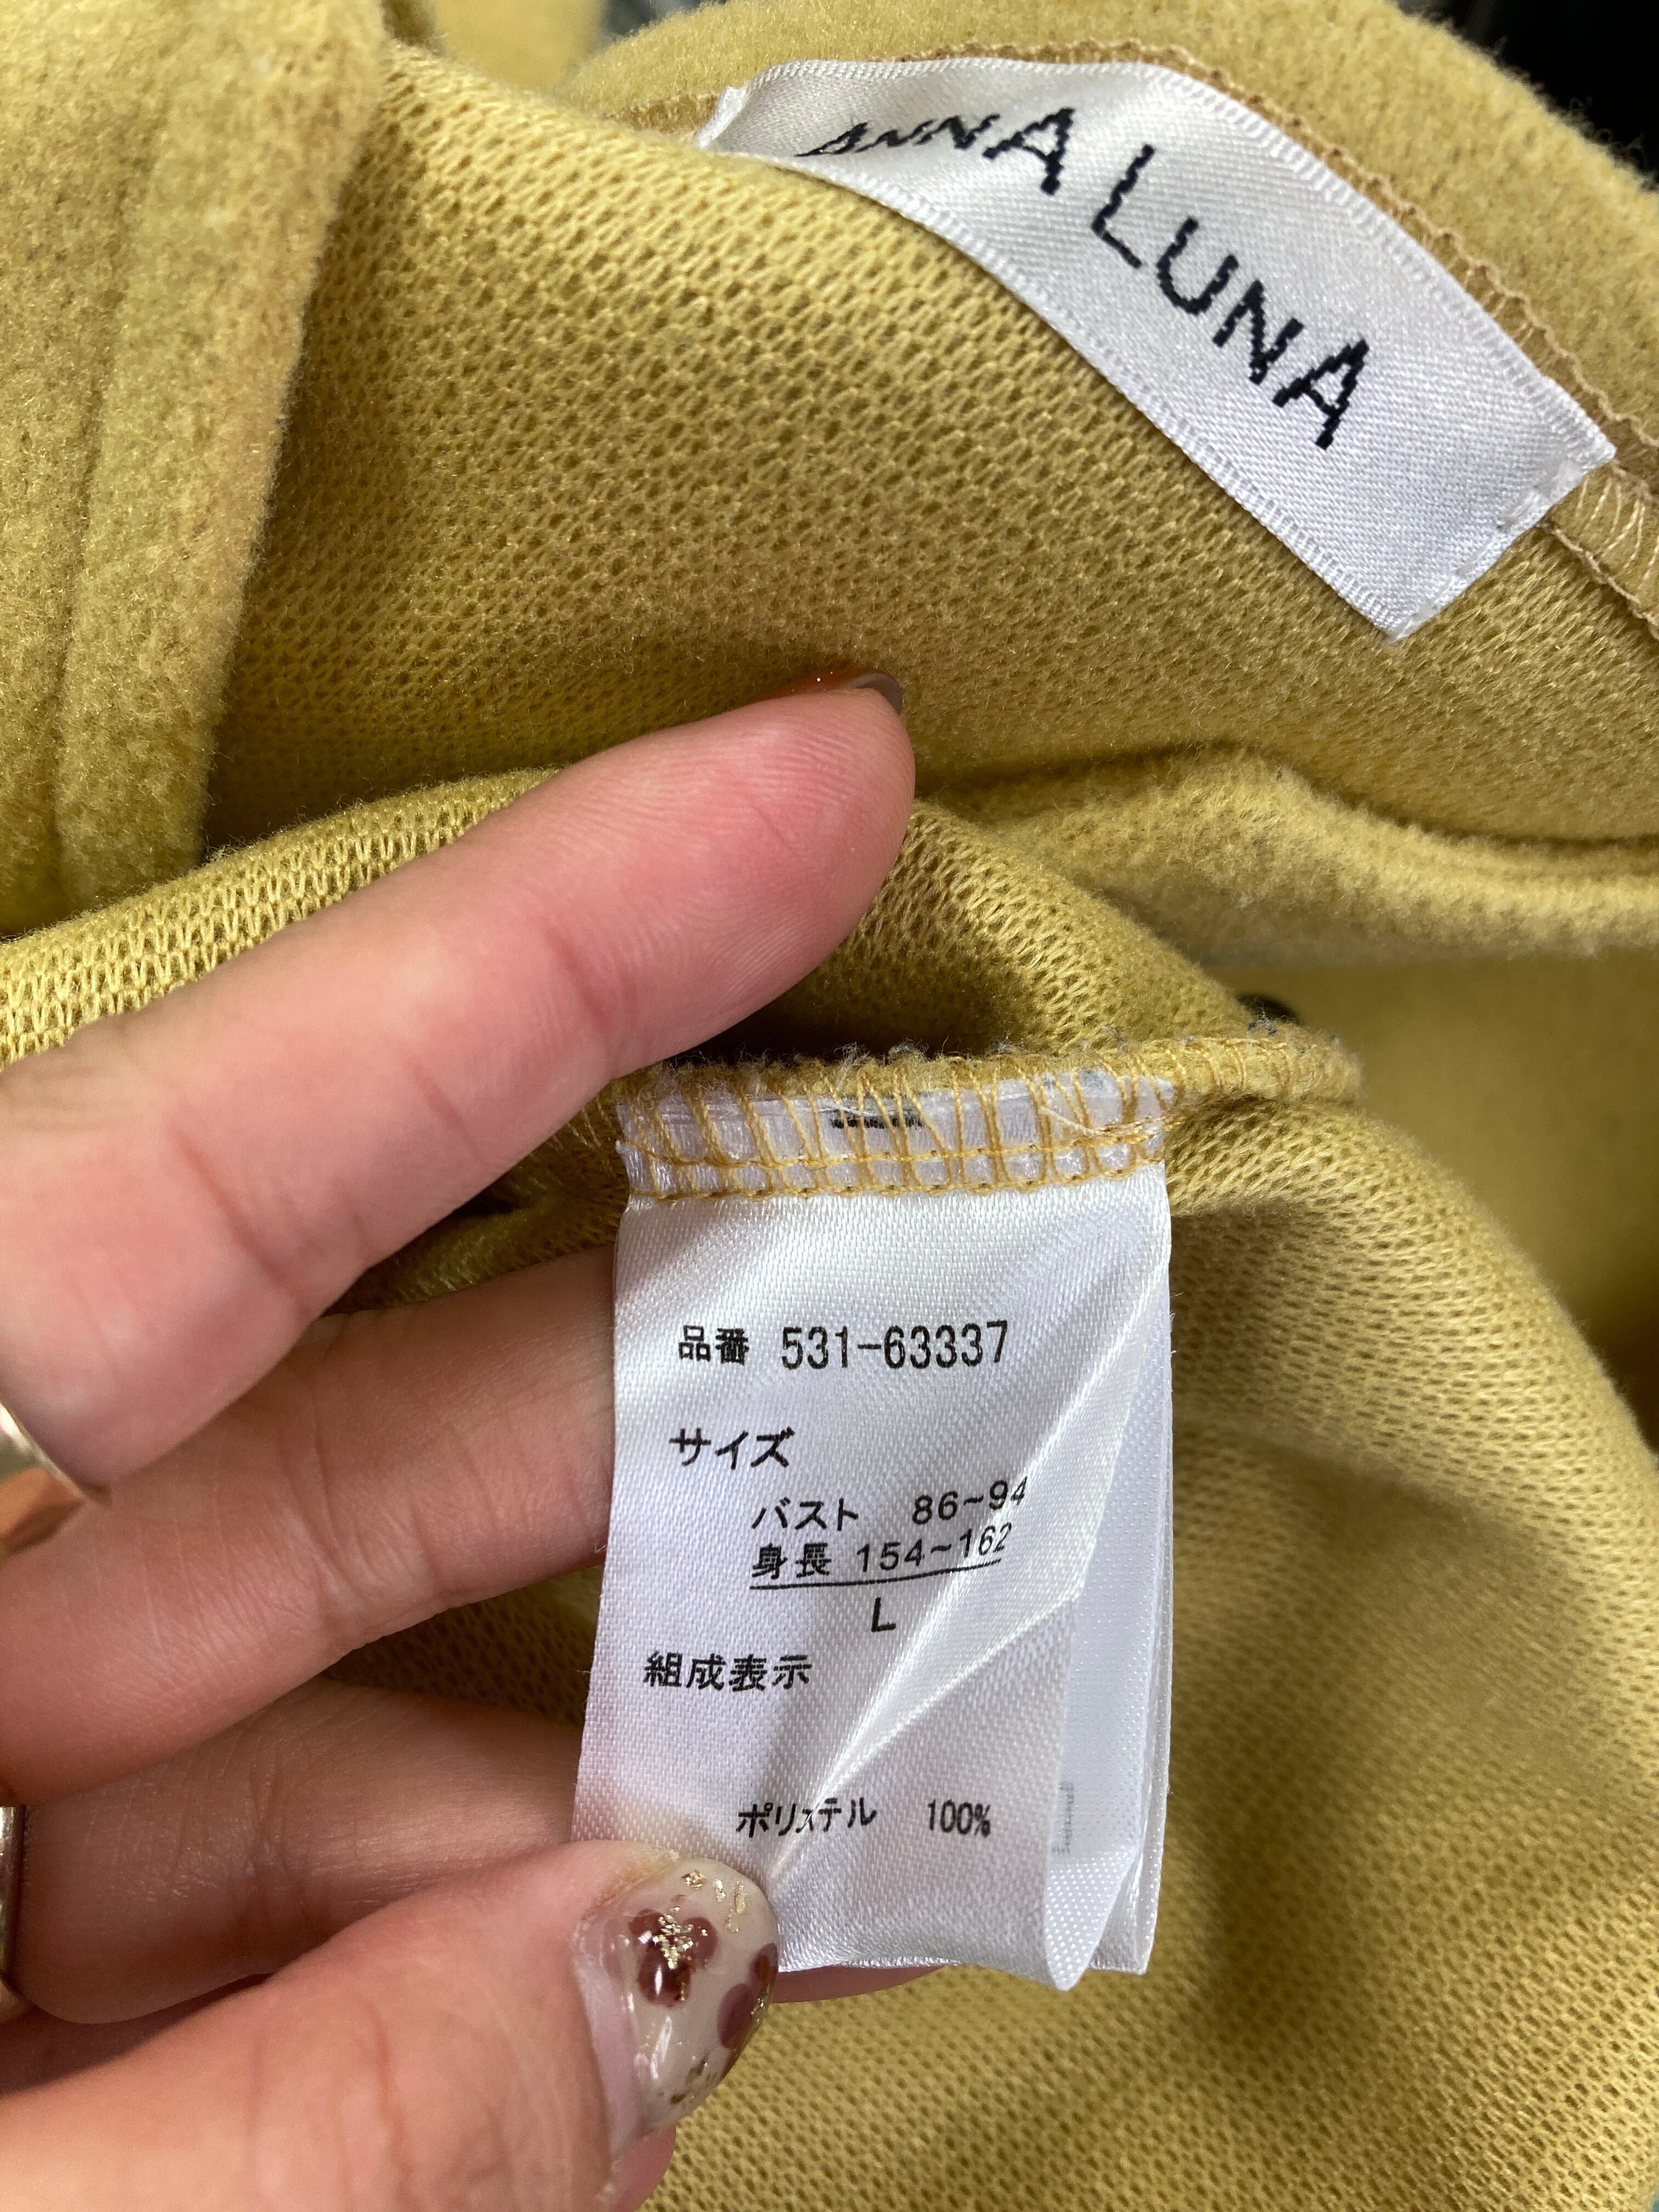 ANNA LUNA
品番 531-63337
サイズ
バスト 86~94
身長 154~162
L
組成表示
ポリステル 100%